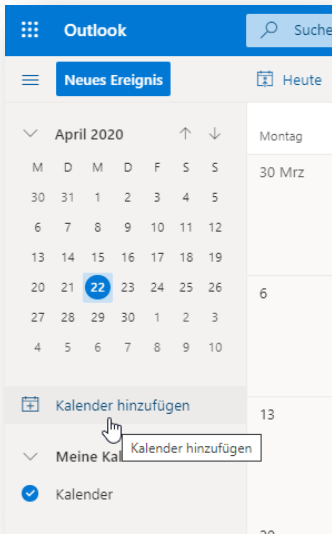 Outlook
Suche
Neues Ereignis
Heute
April 2020
M D M D F S S
30 31 1 2 3 4 5
6 7 8 9 10 11 12
13 14 15 16 17 18 19
20 21 22 23 24 25 26
27 28 29 30 1 2 3
4 5 6 7 8 9 10
Kalender hinzufügen
Kalender hinzufügen
Meine Kal
Kalender
Montag
30 Mrz
6
13